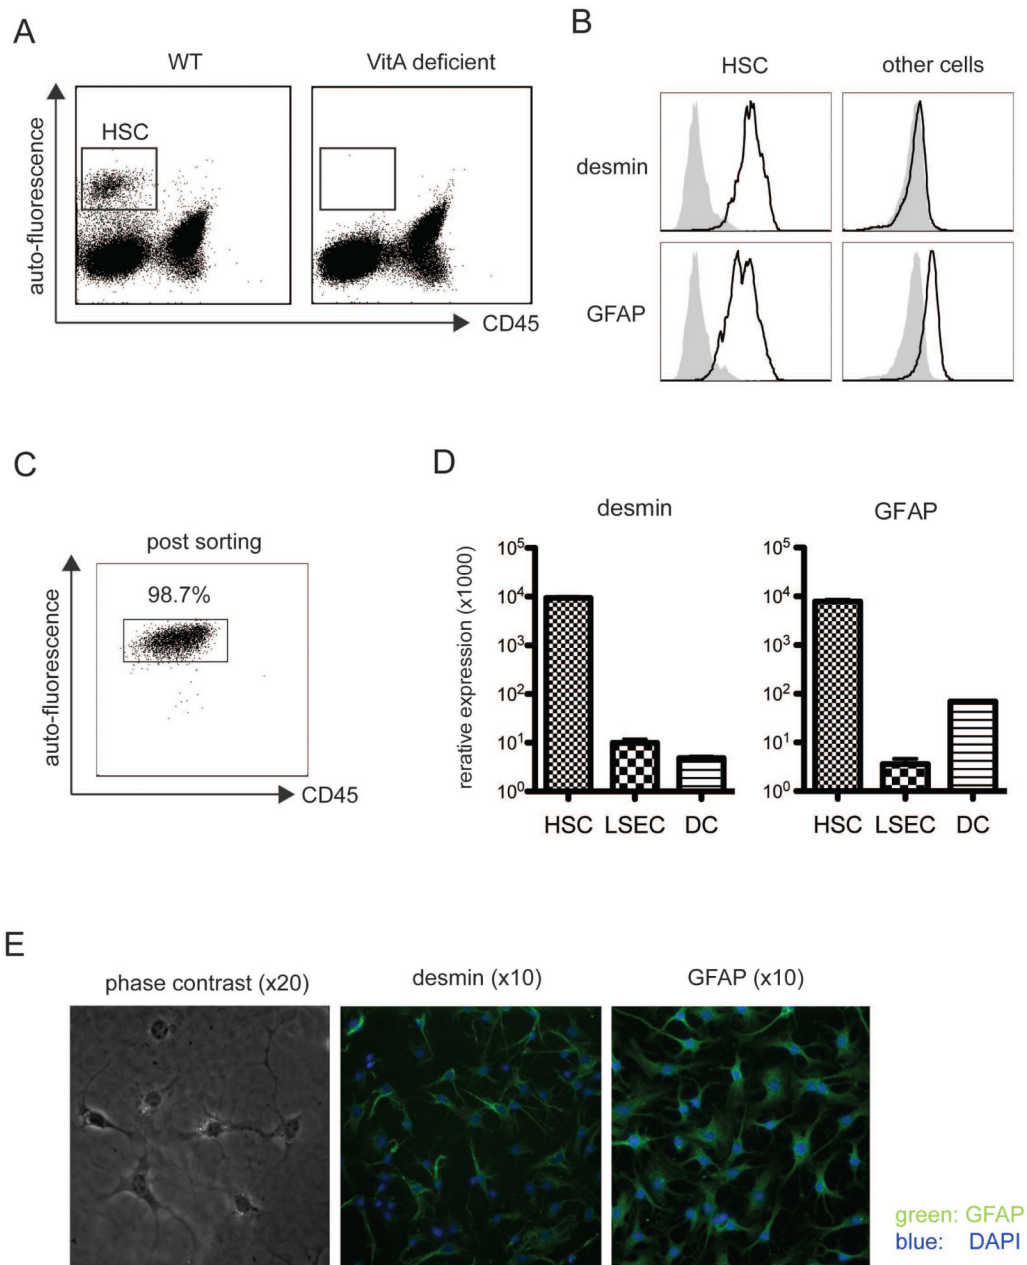 A
WT
VitA deficient
HSC
auto-fluorescence
CD45
B
HSC
other cells
desmin
GFAP
C
post sorting
98.7%
auto-fluorescence
CD45
D
desmin
GFAP
rerative expression (x1000)
10⁵
10⁴
10³
10²
10¹
10⁰
HSC LSEC DC
10⁵
10⁴
10³
10²
10¹
10⁰
HSC LSEC DC
E
phase contrast (x20)
desmin (x10)
GFAP (x10)
green: GFAP
blue: DAPI